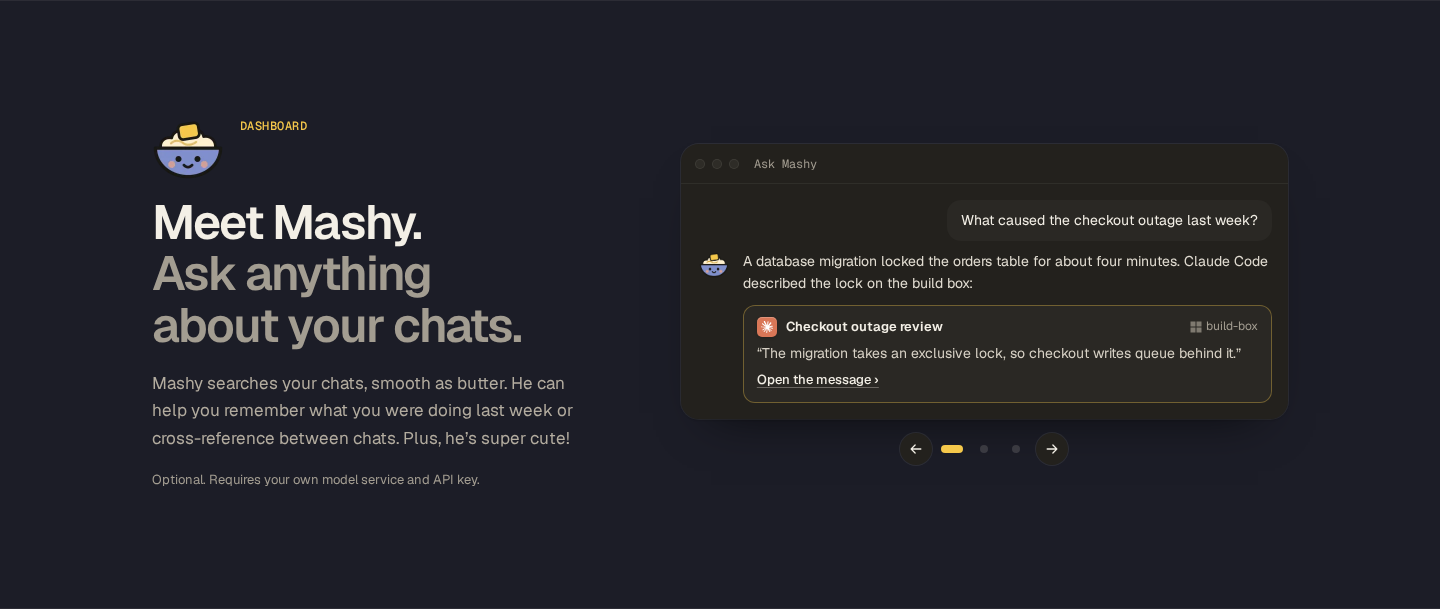 DASHBOARD
Meet Mashy.
Ask anything
about your chats.
Mashy searches your chats, smooth as butter. He can
help you remember what you were doing last week or
cross-reference between chats. Plus, he’s super cute!
Optional. Requires your own model service and API key.
Ask Mashy
What caused the checkout outage last week?
A database migration locked the orders table for about four minutes. Claude Code
described the lock on the build box:
Checkout outage review
build-box
“The migration takes an exclusive lock, so checkout writes queue behind it.”
Open the message ›